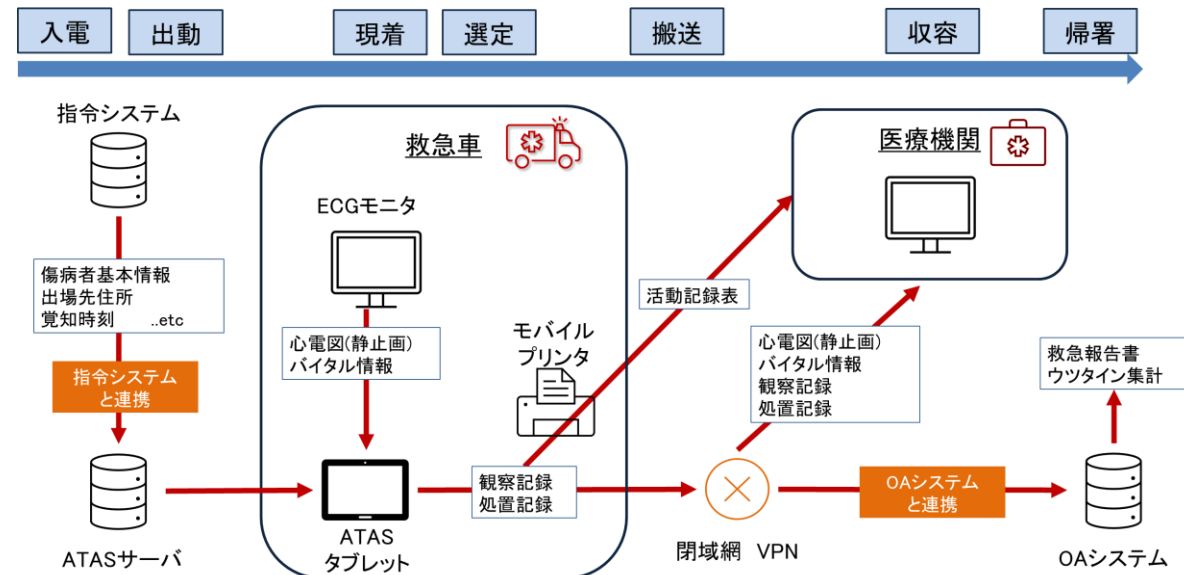 入電
出動
現着
選定
搬送
収容
帰署
指令システム
傷病者基本情報
出場先住所
覚知時刻 ..etc
指令システム
と連携
ATASサーバ
救急車
ECGモニタ
心電図(静止画)
バイタル情報
モバイル
プリンタ
ATAS
タブレット
観察記録
処置記録
活動記録表
医療機関
心電図(静止画)
バイタル情報
観察記録
処置記録
閉域網 VPN
OAシステム
と連携
救急報告書
ウツタイン集計
OAシステム